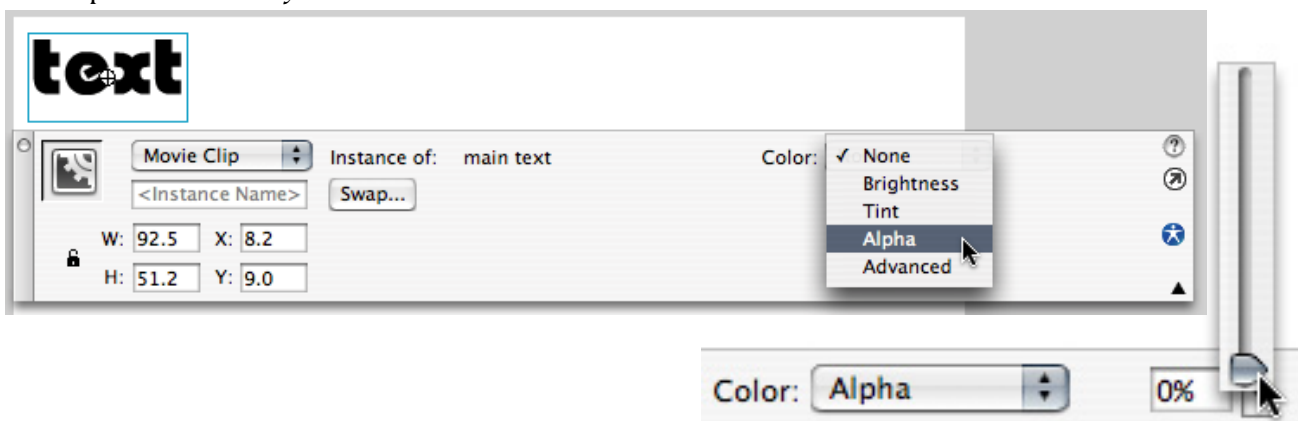 text
Movie Clip Instance of: main text Color: ✓ None
Brightness
<Instance Name> Swap...
Tint
W: 92.5 X: 8.2 Alpha
H: 51.2 Y: 9.0 Advanced
Color: Alpha 0%